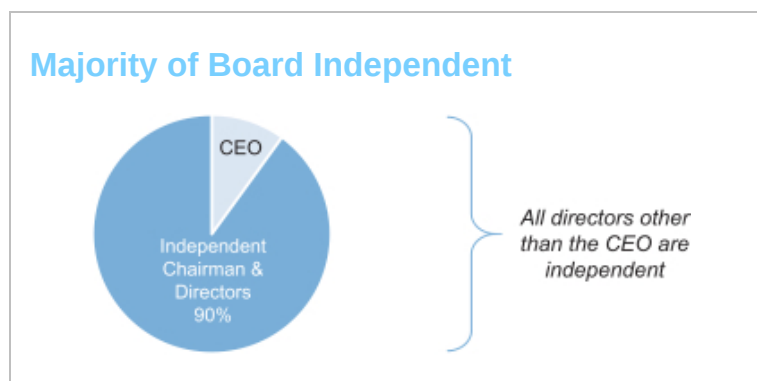 Majority of Board Independent
CEO
Independent
Chairman &
Directors
90%
All directors other
than the CEO are
independent